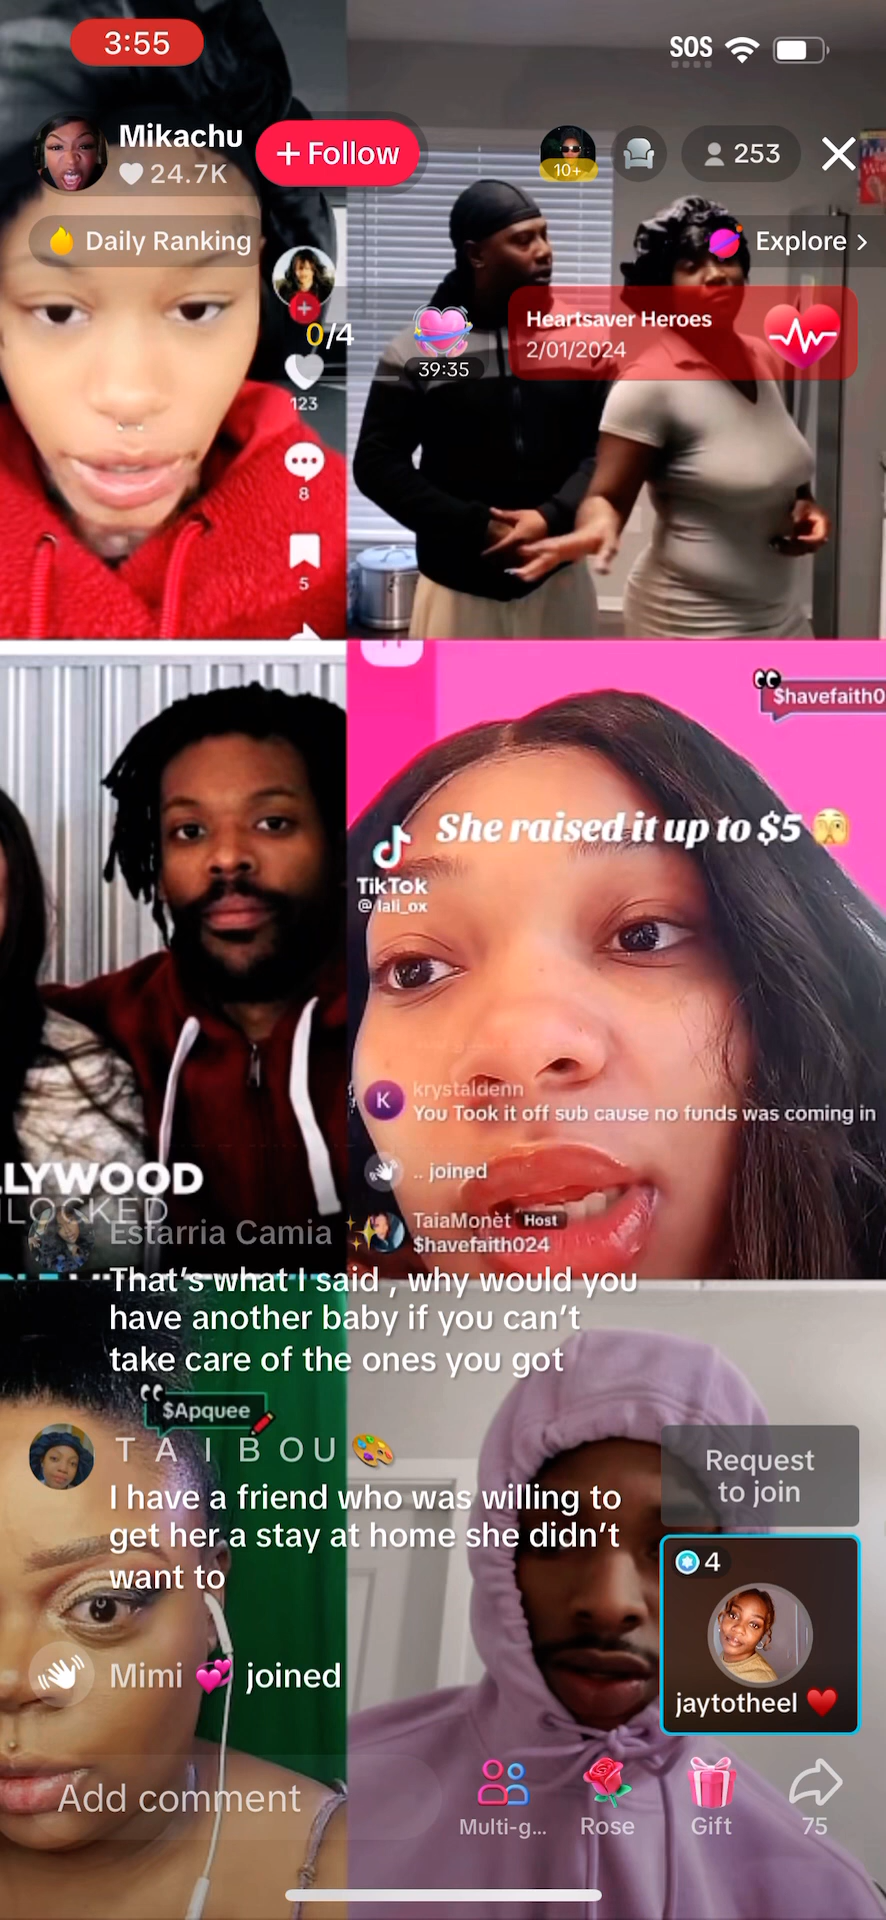 3:55
SOS
Mikachu
24.7K
+ Follow
10+
253
Daily Ranking
Explore >
0/4
39:35
Heartsaver Heroes
2/01/2024
123
8
5
$havefaith0
She raised it up to $5
TikTok
@ lali_ox
K
krystaldenn
You Took it off sub cause no funds was coming in
.. joined
LYWOOD
LOCKED
TaiaMonèt Host
$havefaith024
Estarria Camia
That's what I said , why would you
have another baby if you can't
take care of the ones you got
$Apquee
T A I B O U
I have a friend who was willing to
get her a stay at home she didn't
want to
Request
to join
4
jaytotheel
Mimi joined
Add comment
Multi-g...
Rose
Gift
75